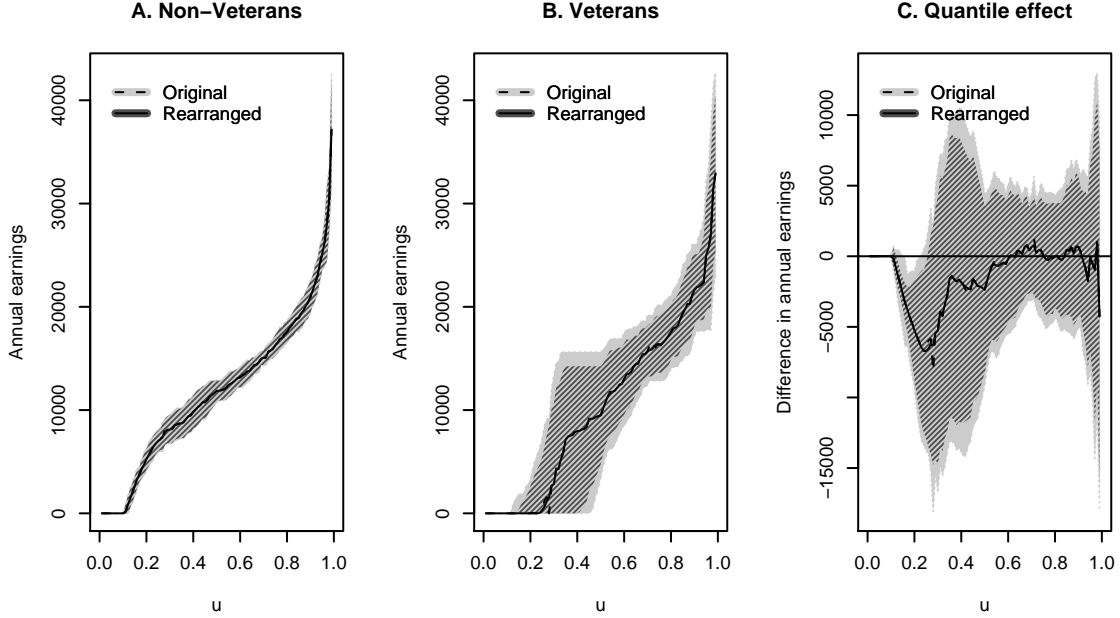 A. Non−Veterans
Original
Rearranged
Annual earnings
40000
30000
20000
10000
0
0.0 0.2 0.4 0.6 0.8 1.0
u
B. Veterans
Original
Rearranged
Annual earnings
40000
30000
20000
10000
0
0.0 0.2 0.4 0.6 0.8 1.0
u
C. Quantile effect
Original
Rearranged
Difference in annual earnings
10000
5000
0
−5000
−15000
0.0 0.2 0.4 0.6 0.8 1.0
u